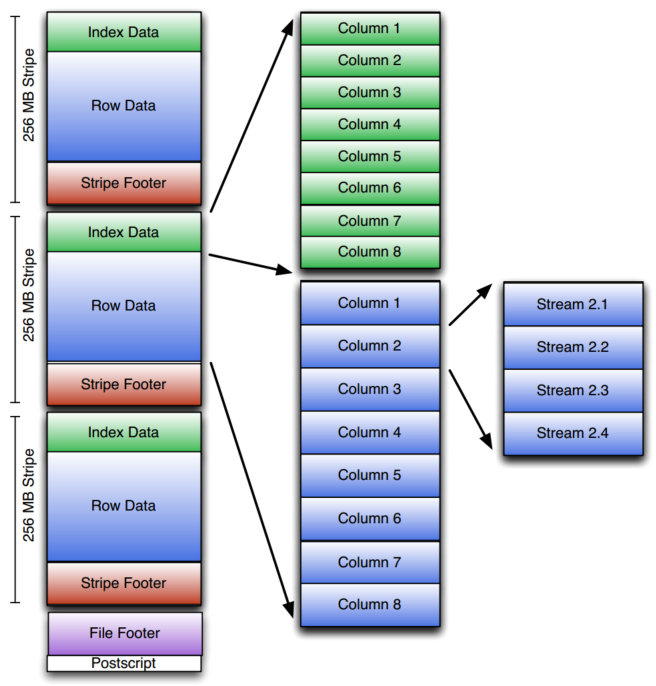 256 MB Stripe
Index Data
Row Data
Stripe Footer
256 MB Stripe
Index Data
Row Data
Stripe Footer
256 MB Stripe
Index Data
Row Data
Stripe Footer
File Footer
Postscript
Column 1
Column 2
Column 3
Column 4
Column 5
Column 6
Column 7
Column 8
Column 1
Column 2
Column 3
Column 4
Column 5
Column 6
Column 7
Column 8
Stream 2.1
Stream 2.2
Stream 2.3
Stream 2.4